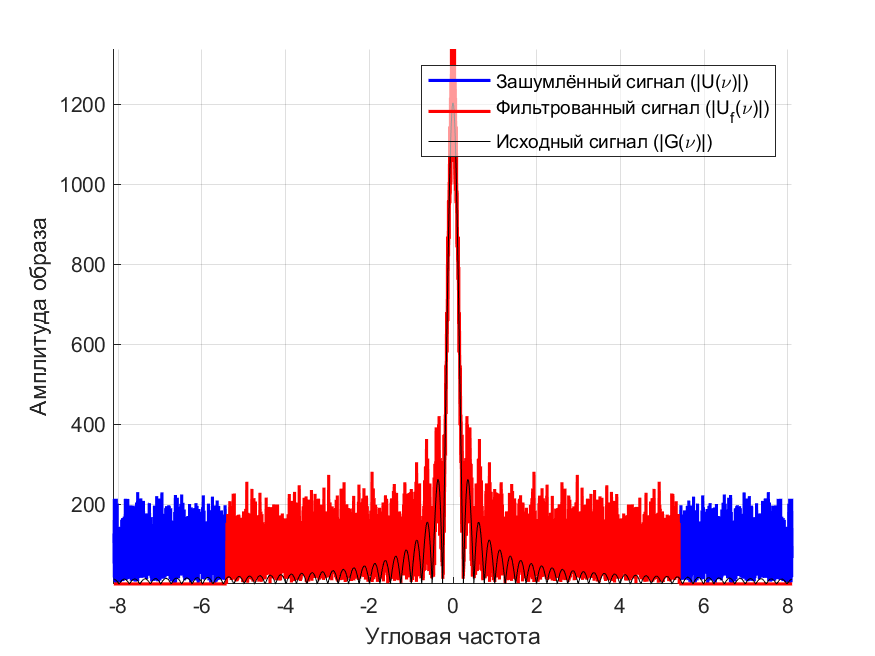 Зашумлённый сигнал (|U(ν)|)
Фильтрованный сигнал (|U_f(ν)|)
Исходный сигнал (|G(ν)|)
1200
1000
800
600
400
200
Амплитуда образа
-8 -6 -4 -2 0 2 4 6 8
Угловая частота